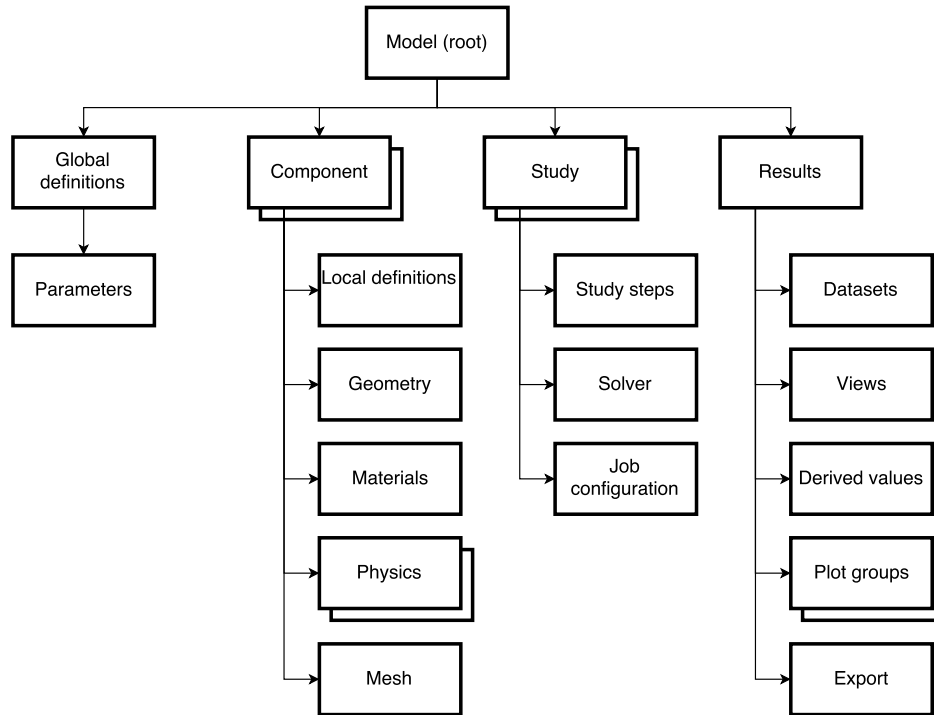 Model (root)
Global
definitions
Component
Study
Results
Parameters
Local definitions
Study steps
Datasets
Geometry
Solver
Views
Materials
Job
configuration
Derived values
Physics
Plot groups
Mesh
Export